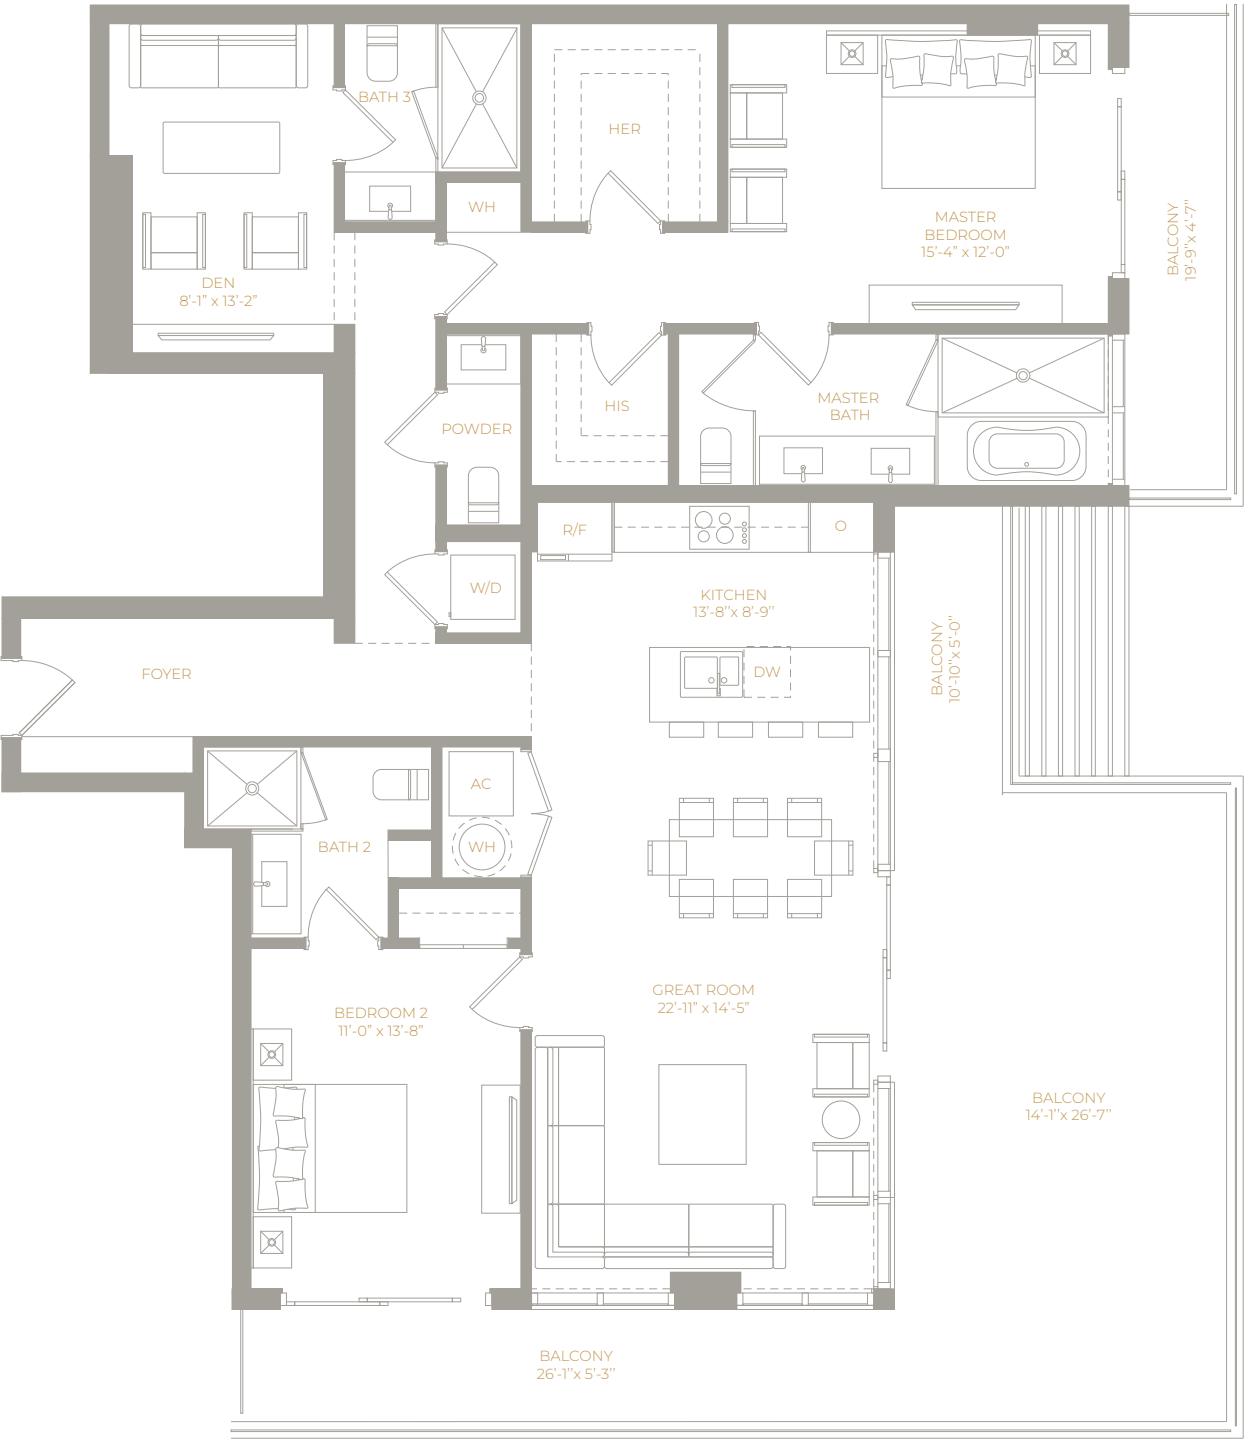 BATH 3
HER
WH
MASTER
BEDROOM
15'-4" x 12'-0"
BALCONY
19'-9"x 4'-7"
DEN
8'-1" x 13'-2"
HIS
MASTER
BATH
POWDER
R/F
O
W/D
KITCHEN
13'-8''x 8'-9''
BALCONY
10'-10"x 5'-0"
FOYER
DW
AC
WH
BATH 2
GREAT ROOM
22'-11" x 14'-5"
BEDROOM 2
11'-0" x 13'-8"
BALCONY
14'-1''x 26'-7''
BALCONY
26'-1''x 5'-3''